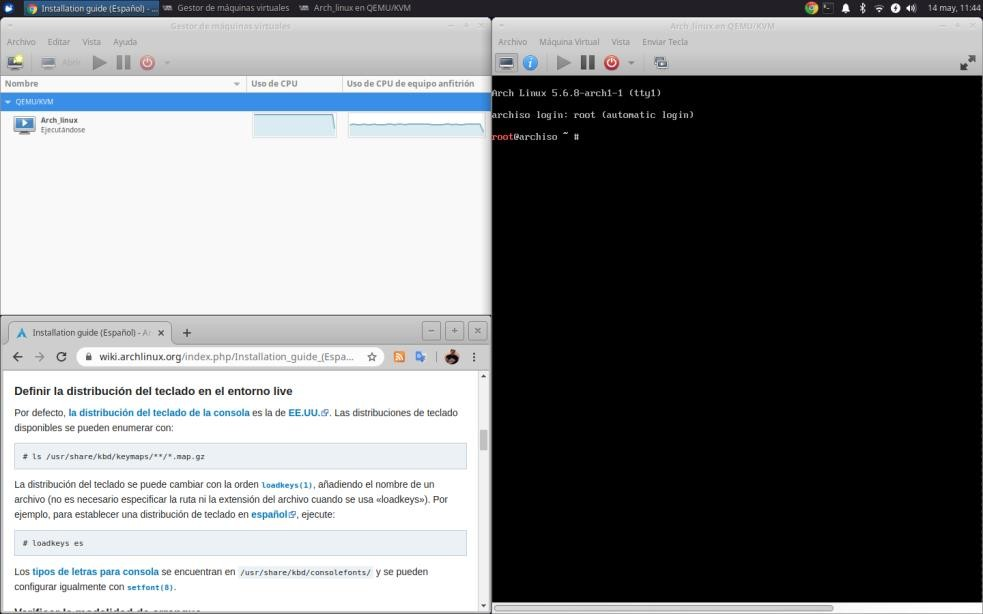 Installation guide (Español) - ...
Gestor de máquinas virtuales
Arch_linux en QEMU/KVM
14 may, 11:44
Gestor de máquinas virtuales
Archivo Editar Vista Ayuda
Abrir
Nombre Uso de CPU Uso de CPU de equipo anfitrión
QEMU/KVM
Arch_linux
Ejecutándose
Arch_linux en QEMU/KVM
Archivo Máquina Virtual Vista Enviar Tecla
Arch Linux 5.6.8-arch1-1 (tty1)
archiso login: root (automatic login)
root@archiso ~ #
Installation guide (Español) - Ar
wiki.archlinux.org/index.php/Installation_guide_(Espa...
Definir la distribución del teclado en el entorno live
Por defecto, la distribución del teclado de la consola es la de EE.UU.. Las distribuciones de teclado
disponibles se pueden enumerar con:
# ls /usr/share/kbd/keymaps/**/*.map.gz
La distribución del teclado se puede cambiar con la orden loadkeys(1), añadiendo el nombre de un
archivo (no es necesario especificar la ruta ni la extensión del archivo cuando se usa «loadkeys»). Por
ejemplo, para establecer una distribución de teclado en español, ejecute:
# loadkeys es
Los tipos de letras para consola se encuentran en /usr/share/kbd/consolefonts/ y se pueden
configurar igualmente con setfont(8).
Verificar la modalidad de arranque